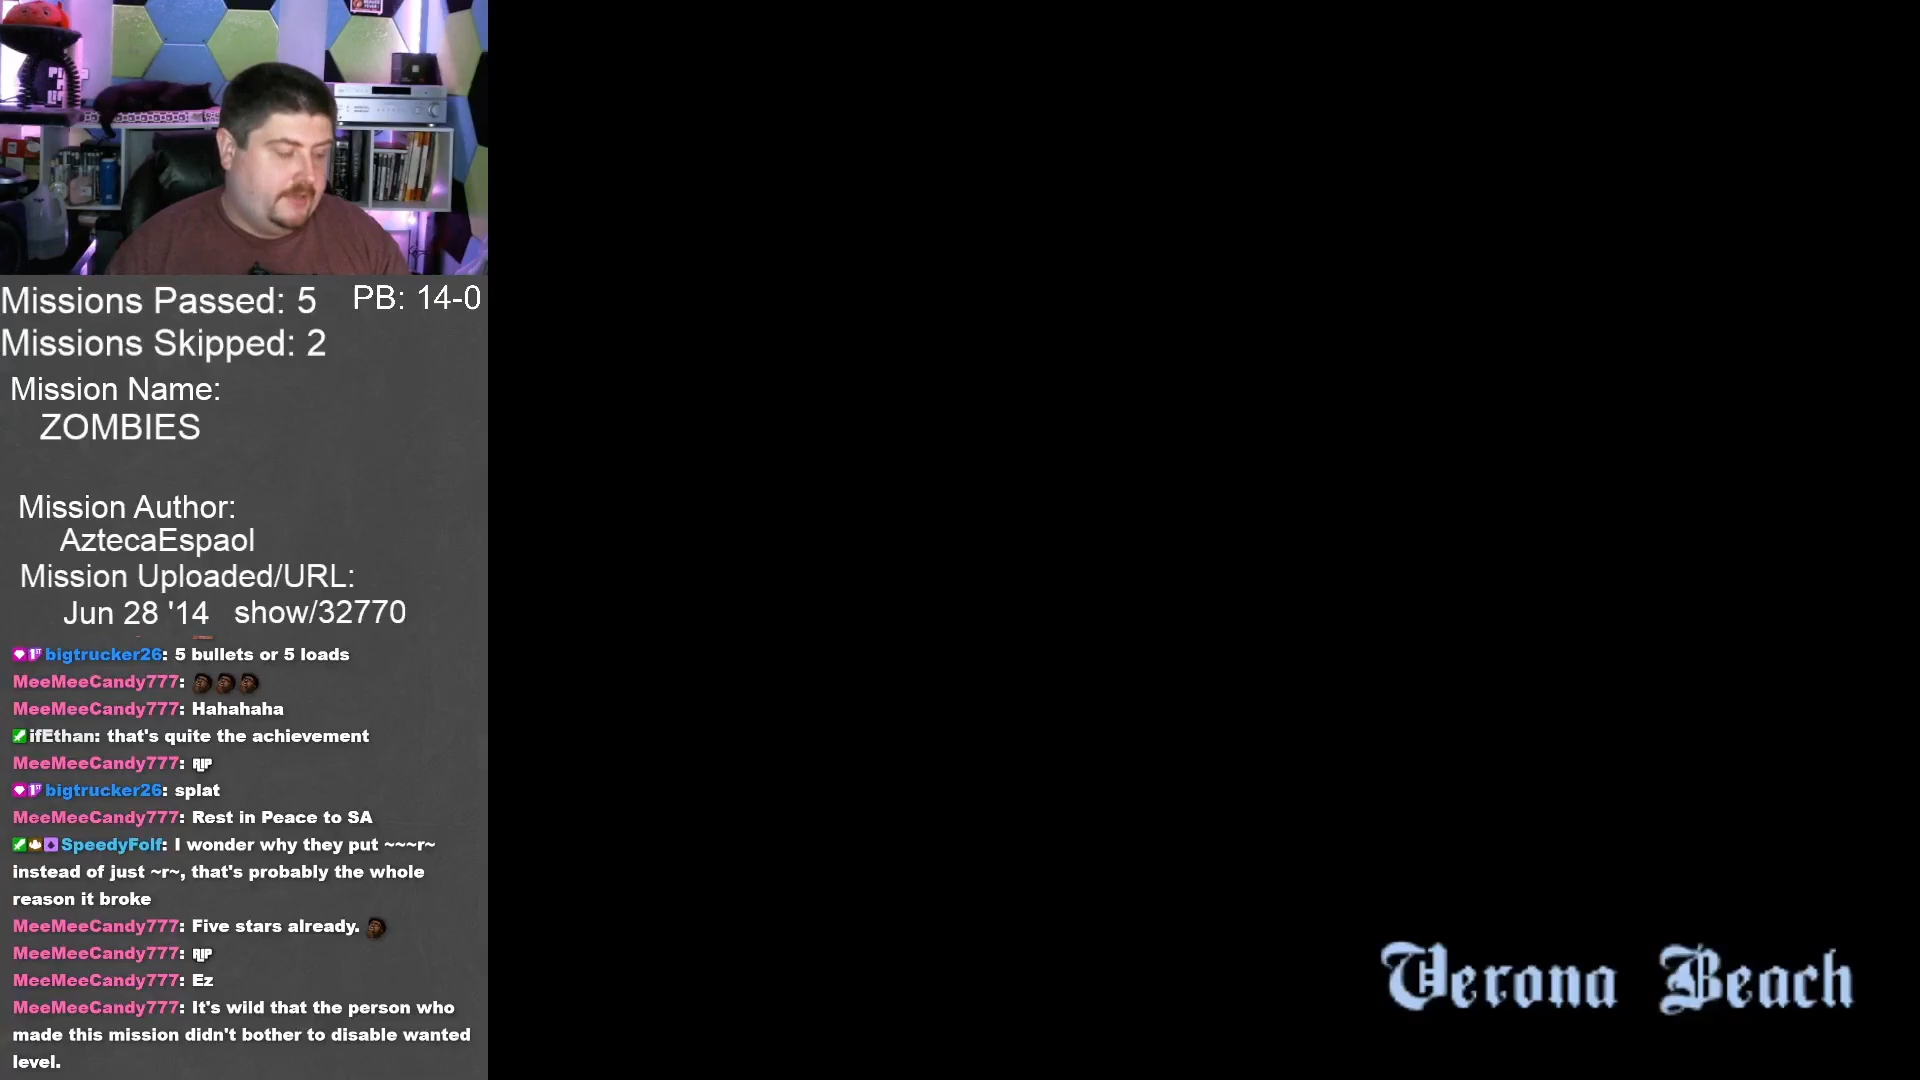 Missions Passed: 5 PB: 14-0
Missions Skipped: 2
Mission Name:
ZOMBIES
Mission Author:
AztecaEspaol
Mission Uploaded/URL:
Jun 28 '14 show/32770
bigtrucker26: 5 bullets or 5 loads
MeeMeeCandy777:
MeeMeeCandy777: Hahahaha
ifEthan: that's quite the achievement
MeeMeeCandy777: RIP
bigtrucker26: splat
MeeMeeCandy777: Rest in Peace to SA
SpeedyFolf: I wonder why they put ~~~r~
instead of just ~r~, that's probably the whole
reason it broke
MeeMeeCandy777: Five stars already.
MeeMeeCandy777: RIP
MeeMeeCandy777: Ez
MeeMeeCandy777: It's wild that the person who
made this mission didn't bother to disable wanted
level.
Verona Beach